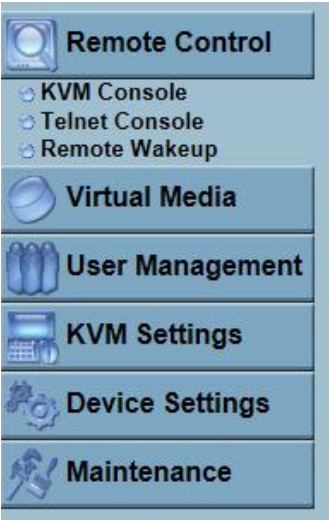 Remote Control
KVM Console
Telnet Console
Remote Wakeup
Virtual Media
User Management
KVM Settings
Device Settings
Maintenance